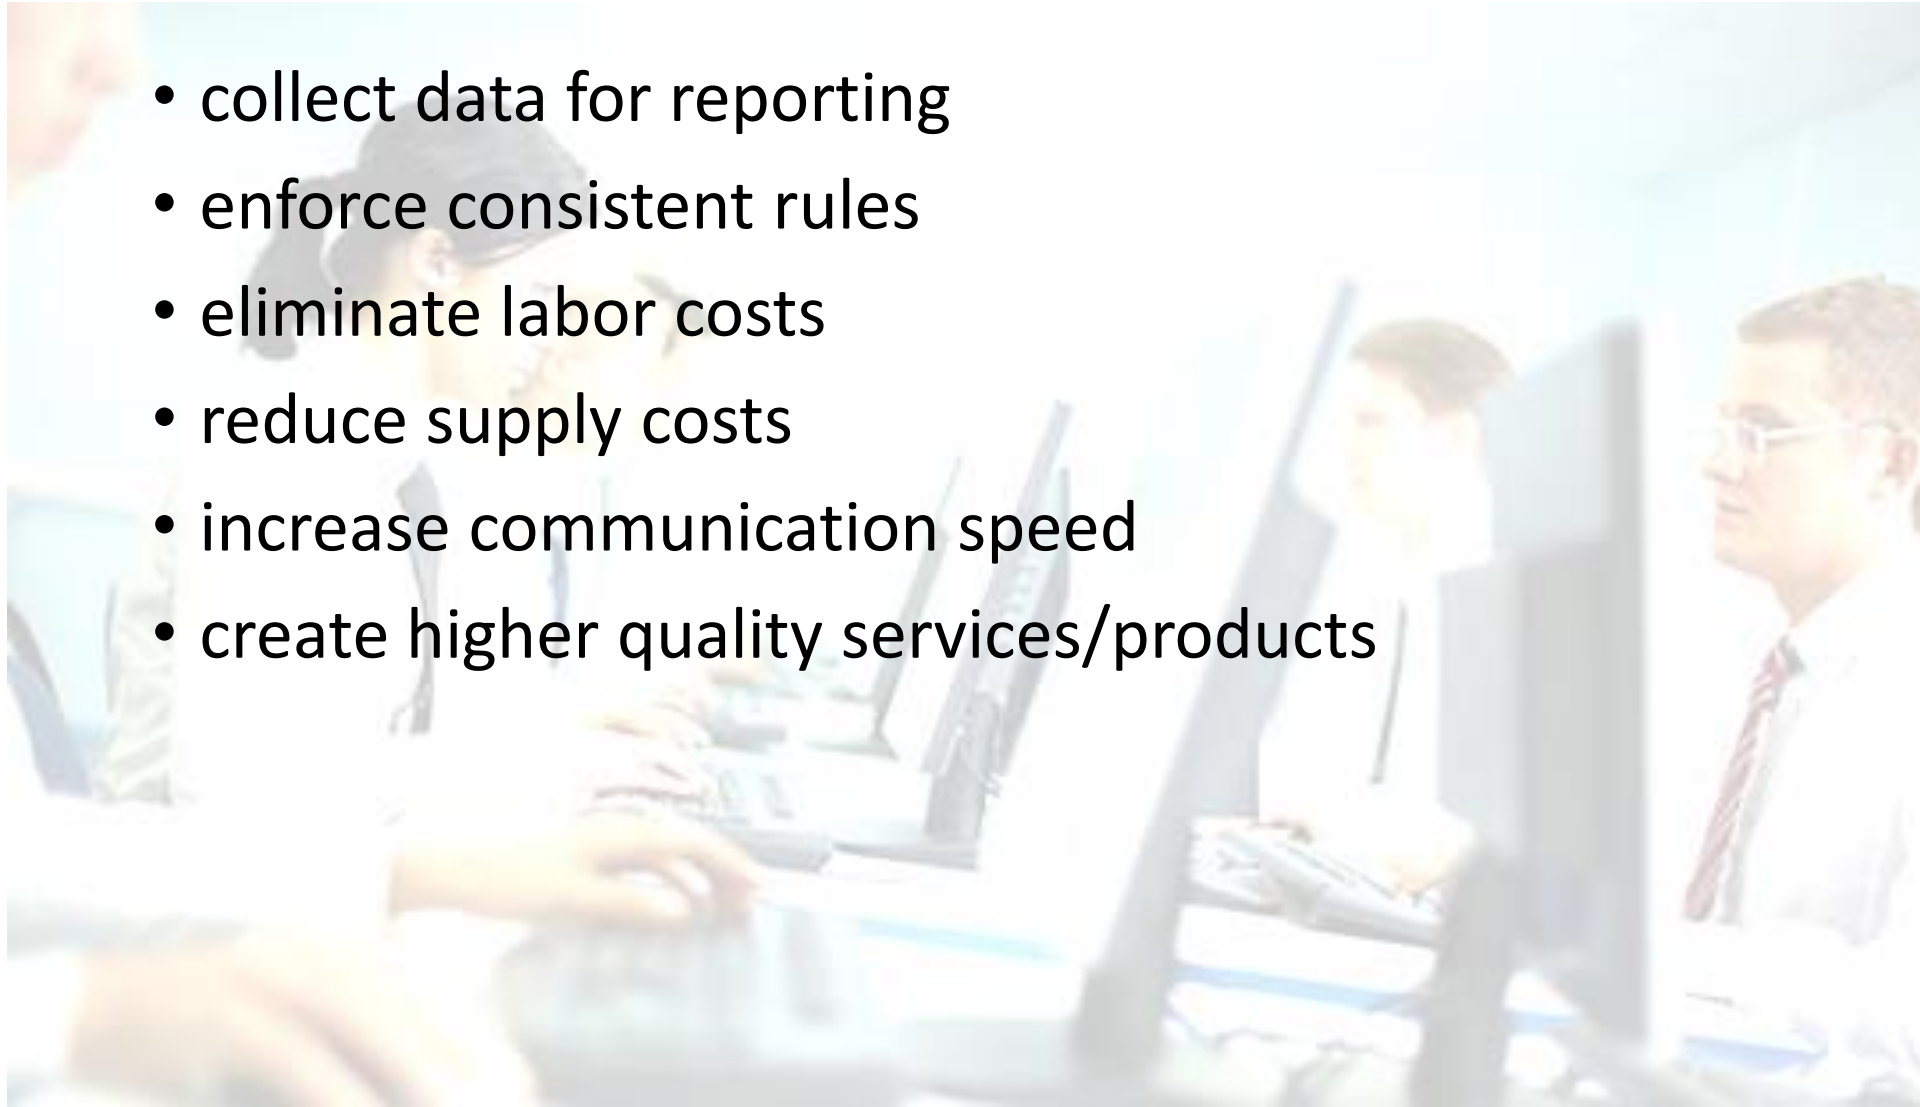 • collect data for reporting
• enforce consistent rules
• eliminate labor costs
• reduce supply costs
• increase communication speed
• create higher quality services/products